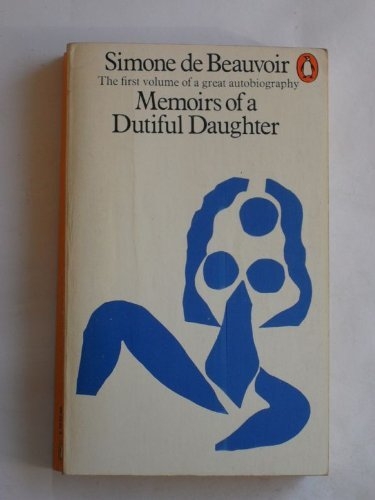 Simone de Beauvoir
The first volume of a great autobiography
Memoirs of a
Dutiful Daughter